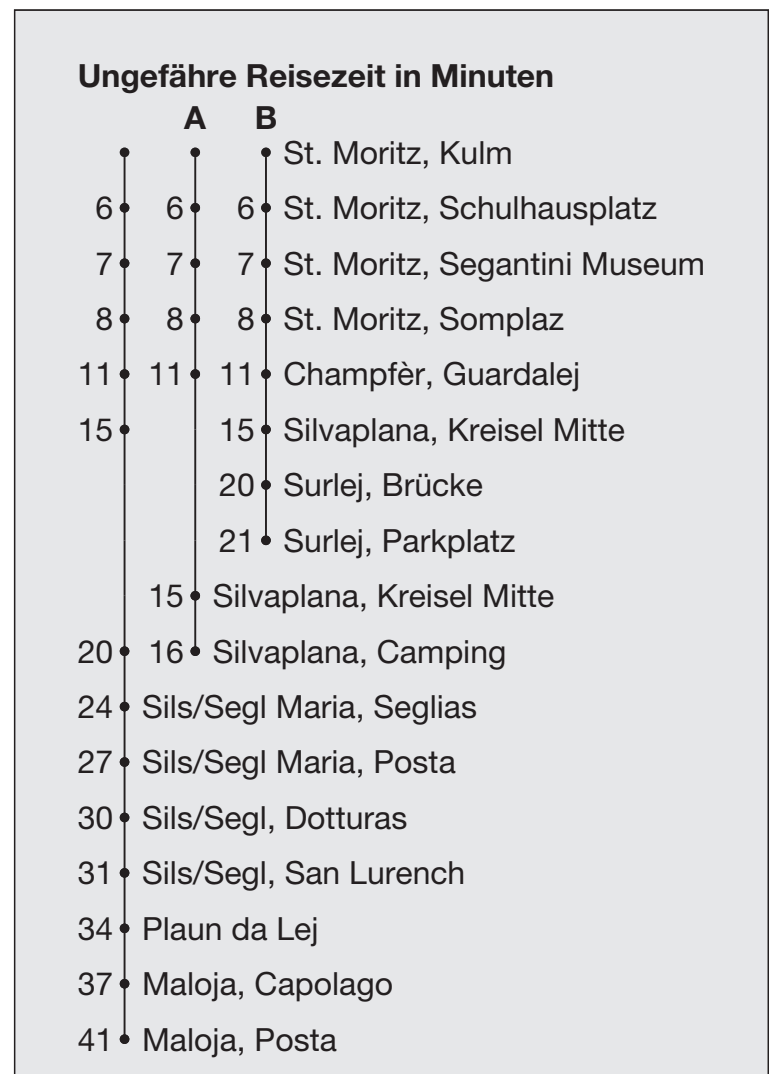 Ungefähre Reisezeit in Minuten
A B
St. Moritz, Kulm
6 6 6 St. Moritz, Schulhausplatz
7 7 7 St. Moritz, Segantini Museum
8 8 8 St. Moritz, Somplaz
11 11 11 Champfèr, Guardalej
15 15 Silvaplana, Kreisel Mitte
20 Surlej, Brücke
21 Surlej, Parkplatz
15 Silvaplana, Kreisel Mitte
20 16 Silvaplana, Camping
24 Sils/Segl Maria, Seglias
27 Sils/Segl Maria, Posta
30 Sils/Segl, Dotturas
31 Sils/Segl, San Lurench
34 Plaun da Lej
37 Maloja, Capolago
41 Maloja, Posta